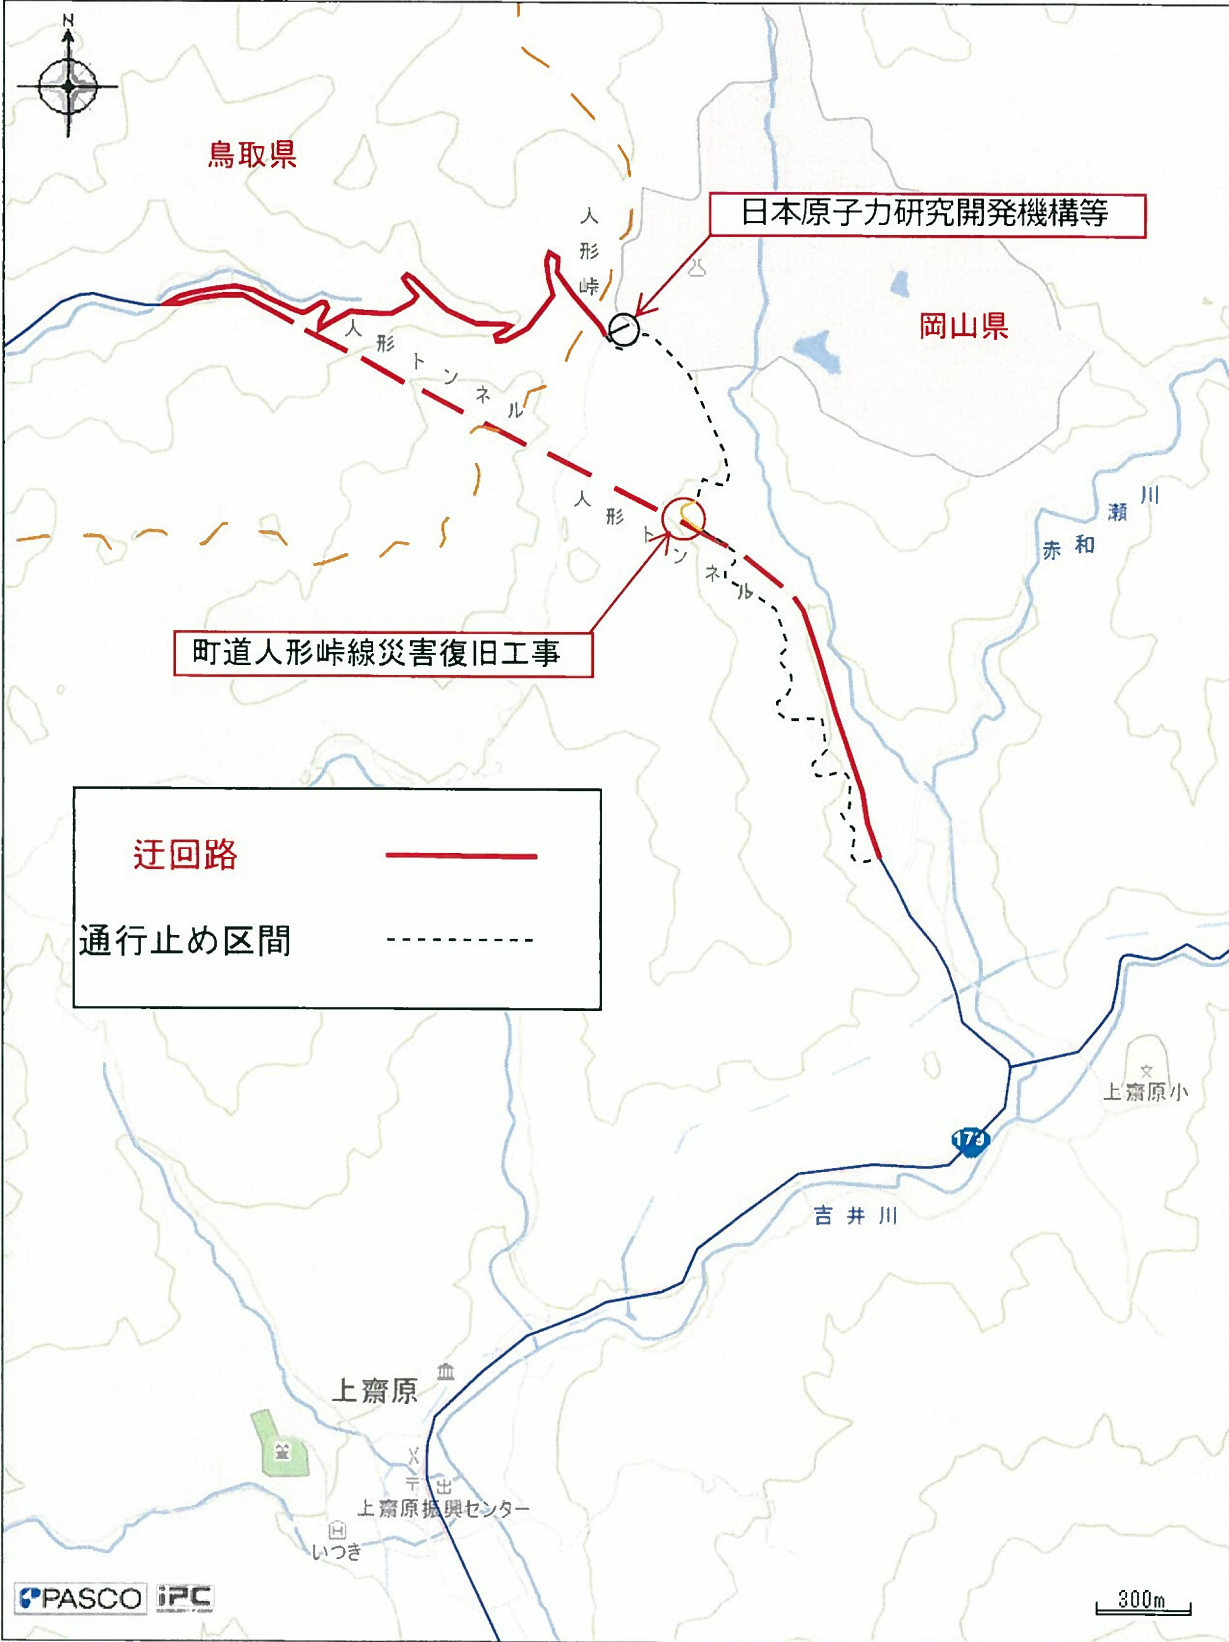 N
鳥取県
人形峠
日本原子力研究開発機構等
岡山県
人形トンネル
人形トンネル
赤和瀬川
町道人形峠線災害復旧工事
迂回路
通行止め区間
上齋原小
179
吉井川
上齋原
上齋原振興センター
いつき
PASCO iPC
300m